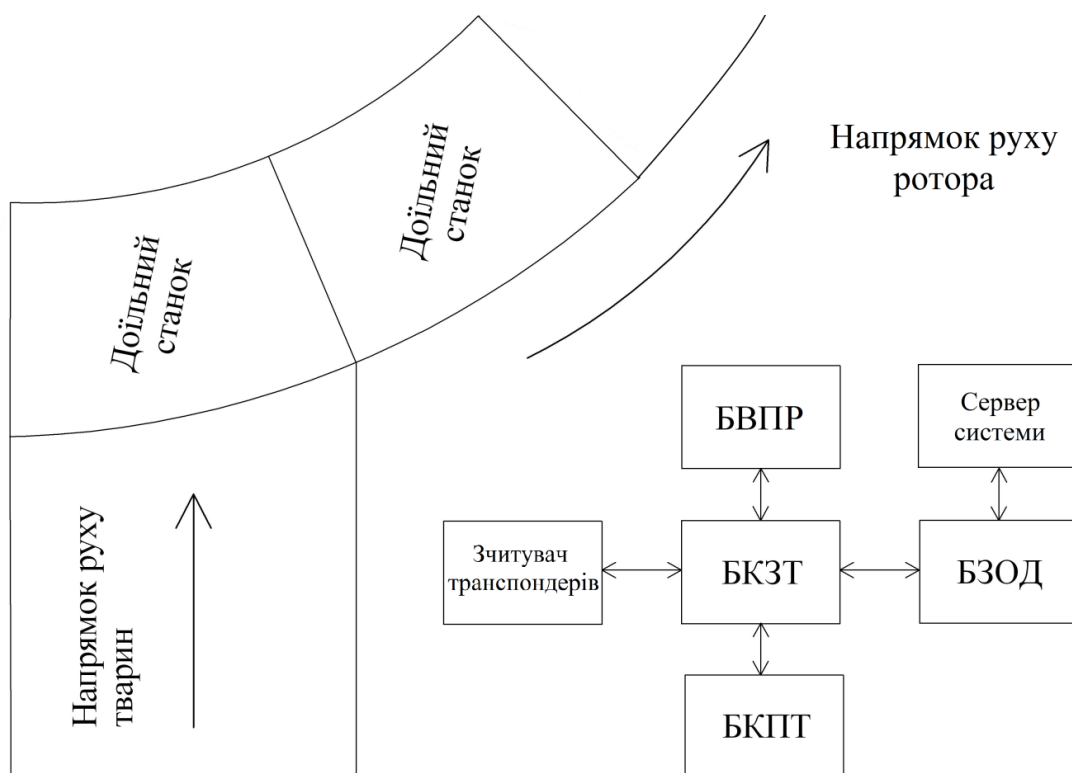 Доїльний
станок
Доїльний
станок
Напрямок руху
ротора
Напрямок руху
тварин
БВПР
Сервер
системи
Зчитувач
транспондерів
БКЗТ
БЗОД
БКПТ